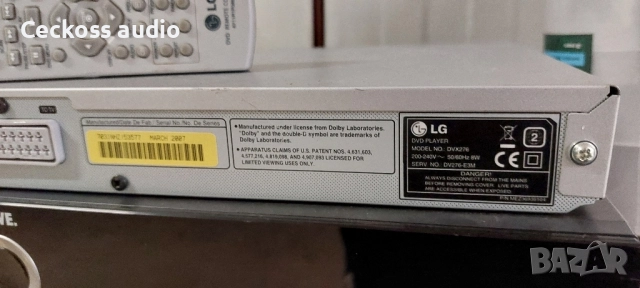 Ceckoss audio
LG
TO TV
Manufactured/Date De Fab : Serial No./No. De Series
MARCH 2007
● Manufactured under license from Dolby Laboratories.
"Dolby" and the double-D symbol are trademarks of
Dolby Laboratories.
● APPARATUS CLAIMS OF U.S. PATENT NOS. 4,631,603,
4,577,216, 4,819,098, AND 4,907,093 LICENSED FOR
LIMITED VIEWING USES ONLY.
LG
DVD PLAYER
MODEL NO. DVX276
200-240V ~ 50/60Hz 8W
SERV. NO. DV276-E3M
2
CE
DANGER!
ALWAYS DISCONNECT FROM THE MAINS
BEFORE REMOVING COVER. LIVE PARTS
ARE ACCESSIBLE WHEN EXPOSED.
VE.
BAZAR